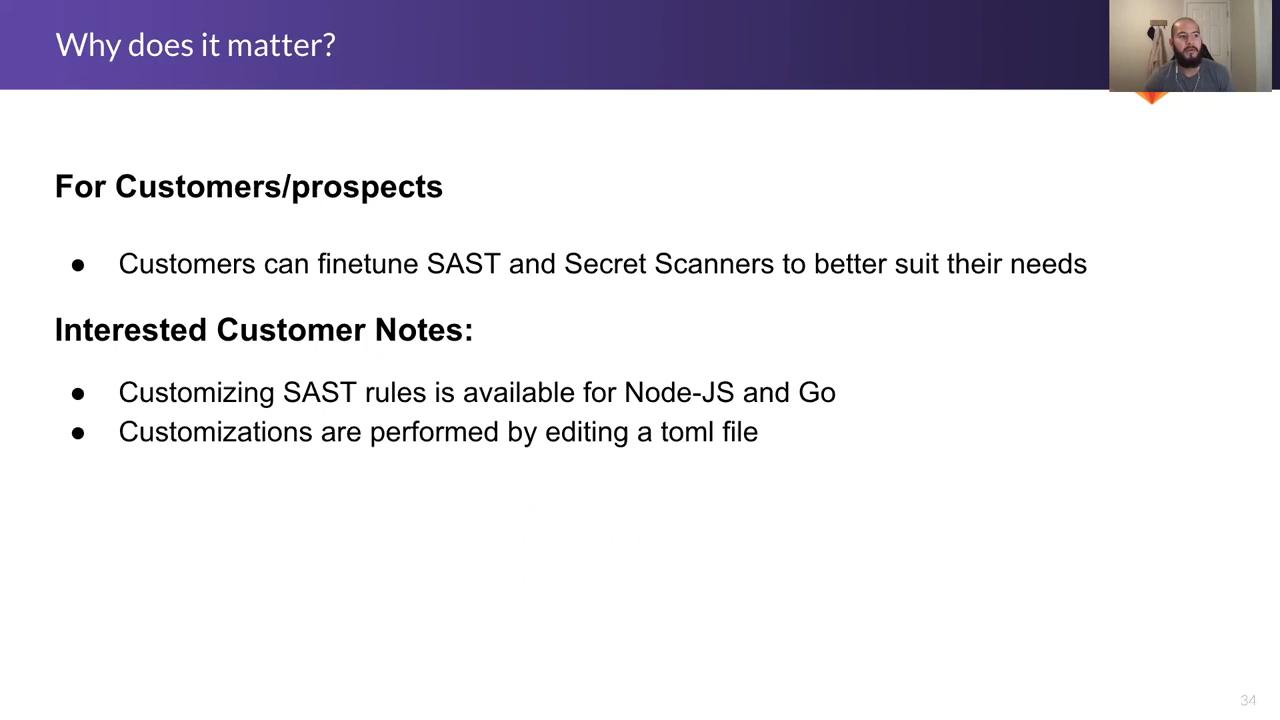 Why does it matter?
For Customers/prospects
● Customers can finetune SAST and Secret Scanners to better suit their needs
Interested Customer Notes:
● Customizing SAST rules is available for Node-JS and Go
● Customizations are performed by editing a toml file
34